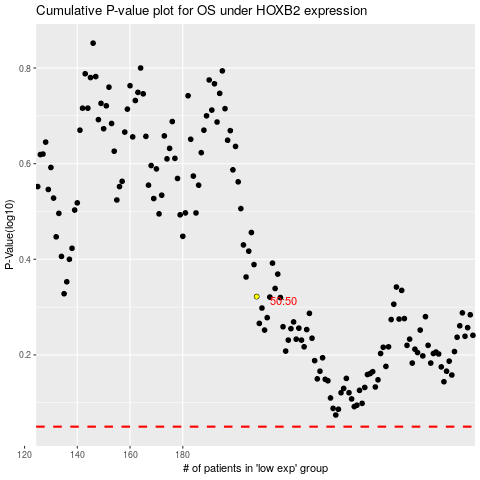 Cumulative P-value plot for OS under HOXB2 expression
P-Value(log10)
0.8
0.6
0.4
0.2
50:50
120 140 160 180
# of patients in 'low exp' group